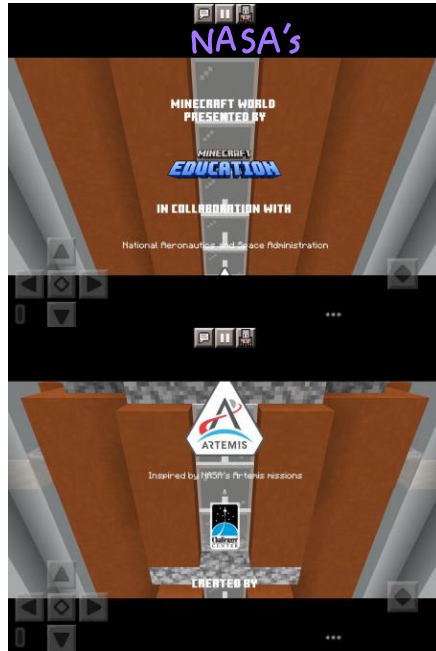 NASA's
MINECRAFT WORLD
PRESENTED BY
MINECRAFT
EDUCATION
IN COLLABORATION WITH
National Aeronautics and Space Administration
ARTEMIS
Inspired by NASA's Artemis missions
Challenger
CENTER
CREATED BY